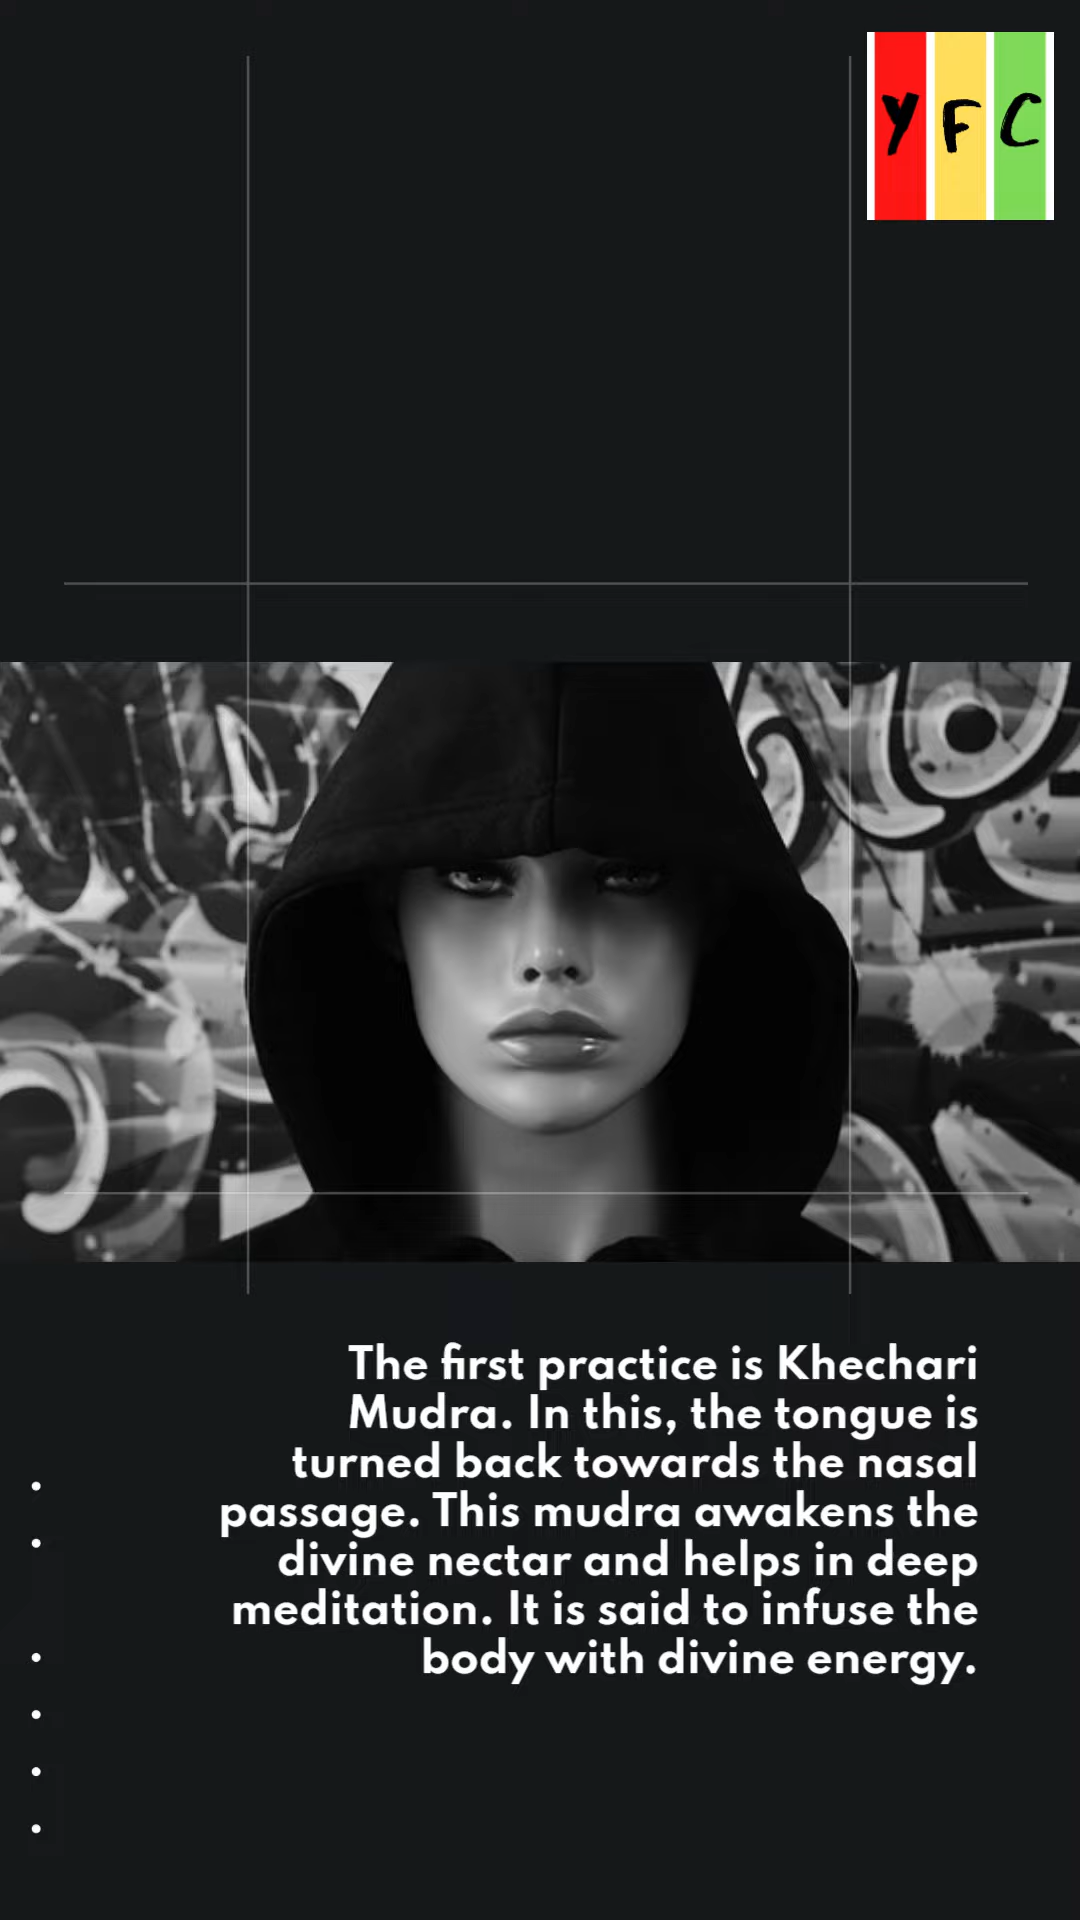 Y F C
The first practice is Khechari
Mudra. In this, the tongue is
turned back towards the nasal
passage. This mudra awakens the
divine nectar and helps in deep
meditation. It is said to infuse the
body with divine energy.